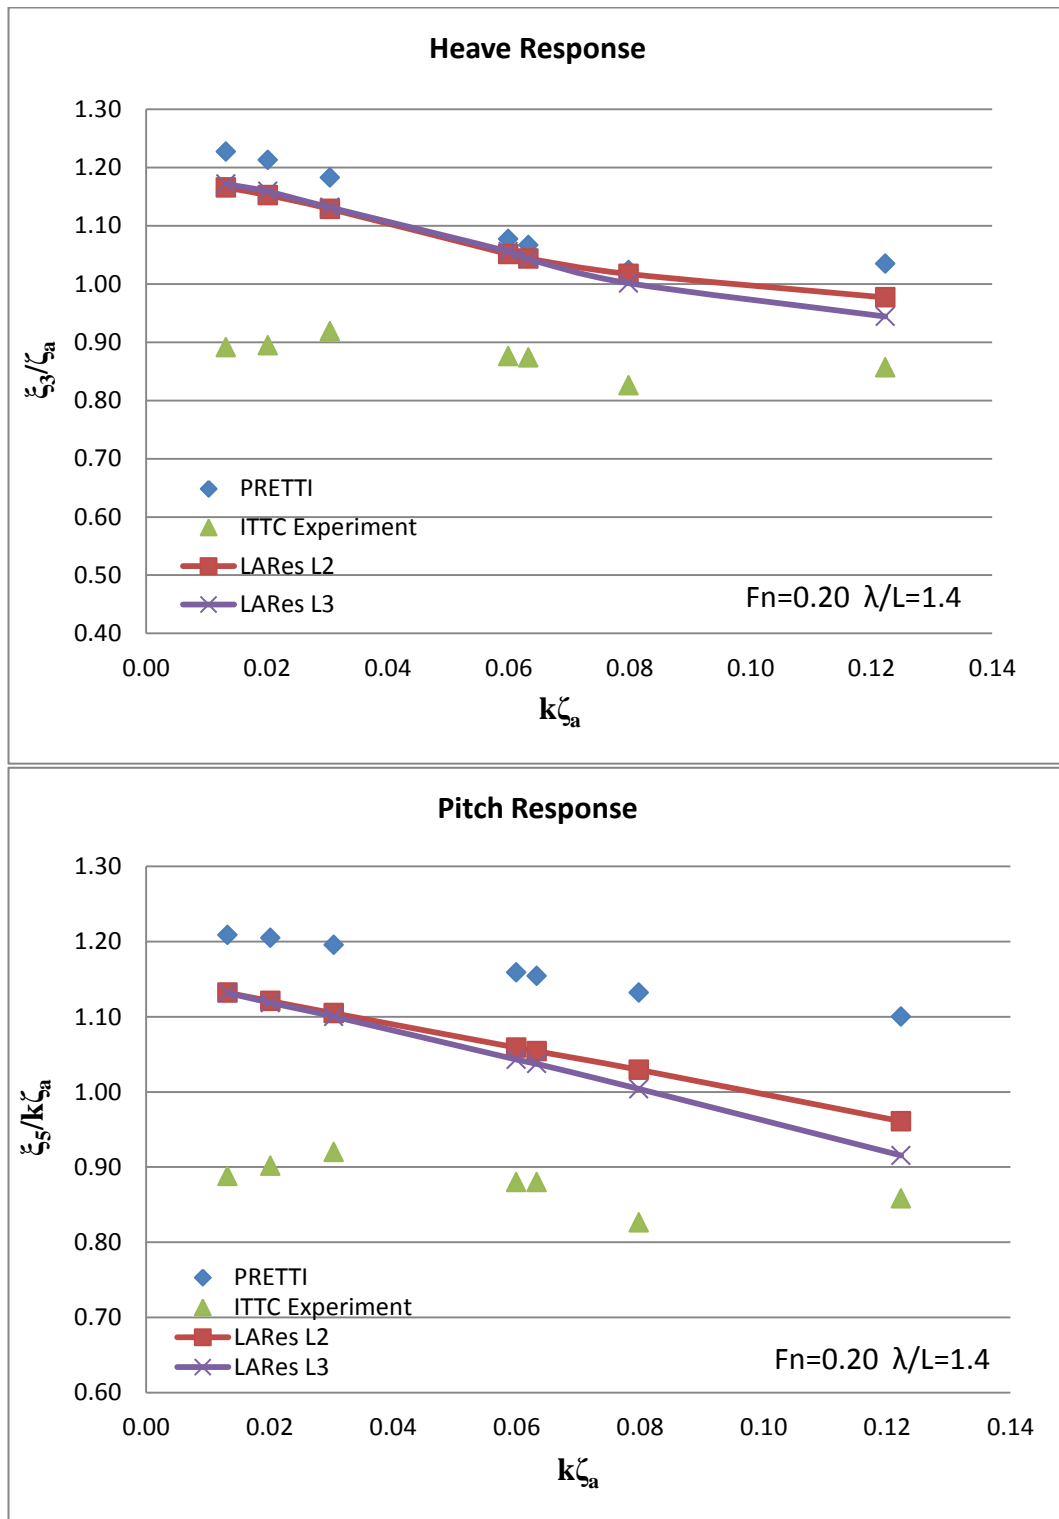 Heave Response
1.30
1.20
1.10
1.00
0.90
0.80
0.70
0.60
0.50
0.40
ξ3/ζa
PRETTI
ITTC Experiment
LARes L2
LARes L3
Fn=0.20 λ/L=1.4
0.00 0.02 0.04 0.06 0.08 0.10 0.12 0.14
kζa
Pitch Response
1.30
1.20
1.10
1.00
0.90
0.80
0.70
0.60
ξ5/kζa
PRETTI
ITTC Experiment
LARes L2
LARes L3
Fn=0.20 λ/L=1.4
0.00 0.02 0.04 0.06 0.08 0.10 0.12 0.14
kζa